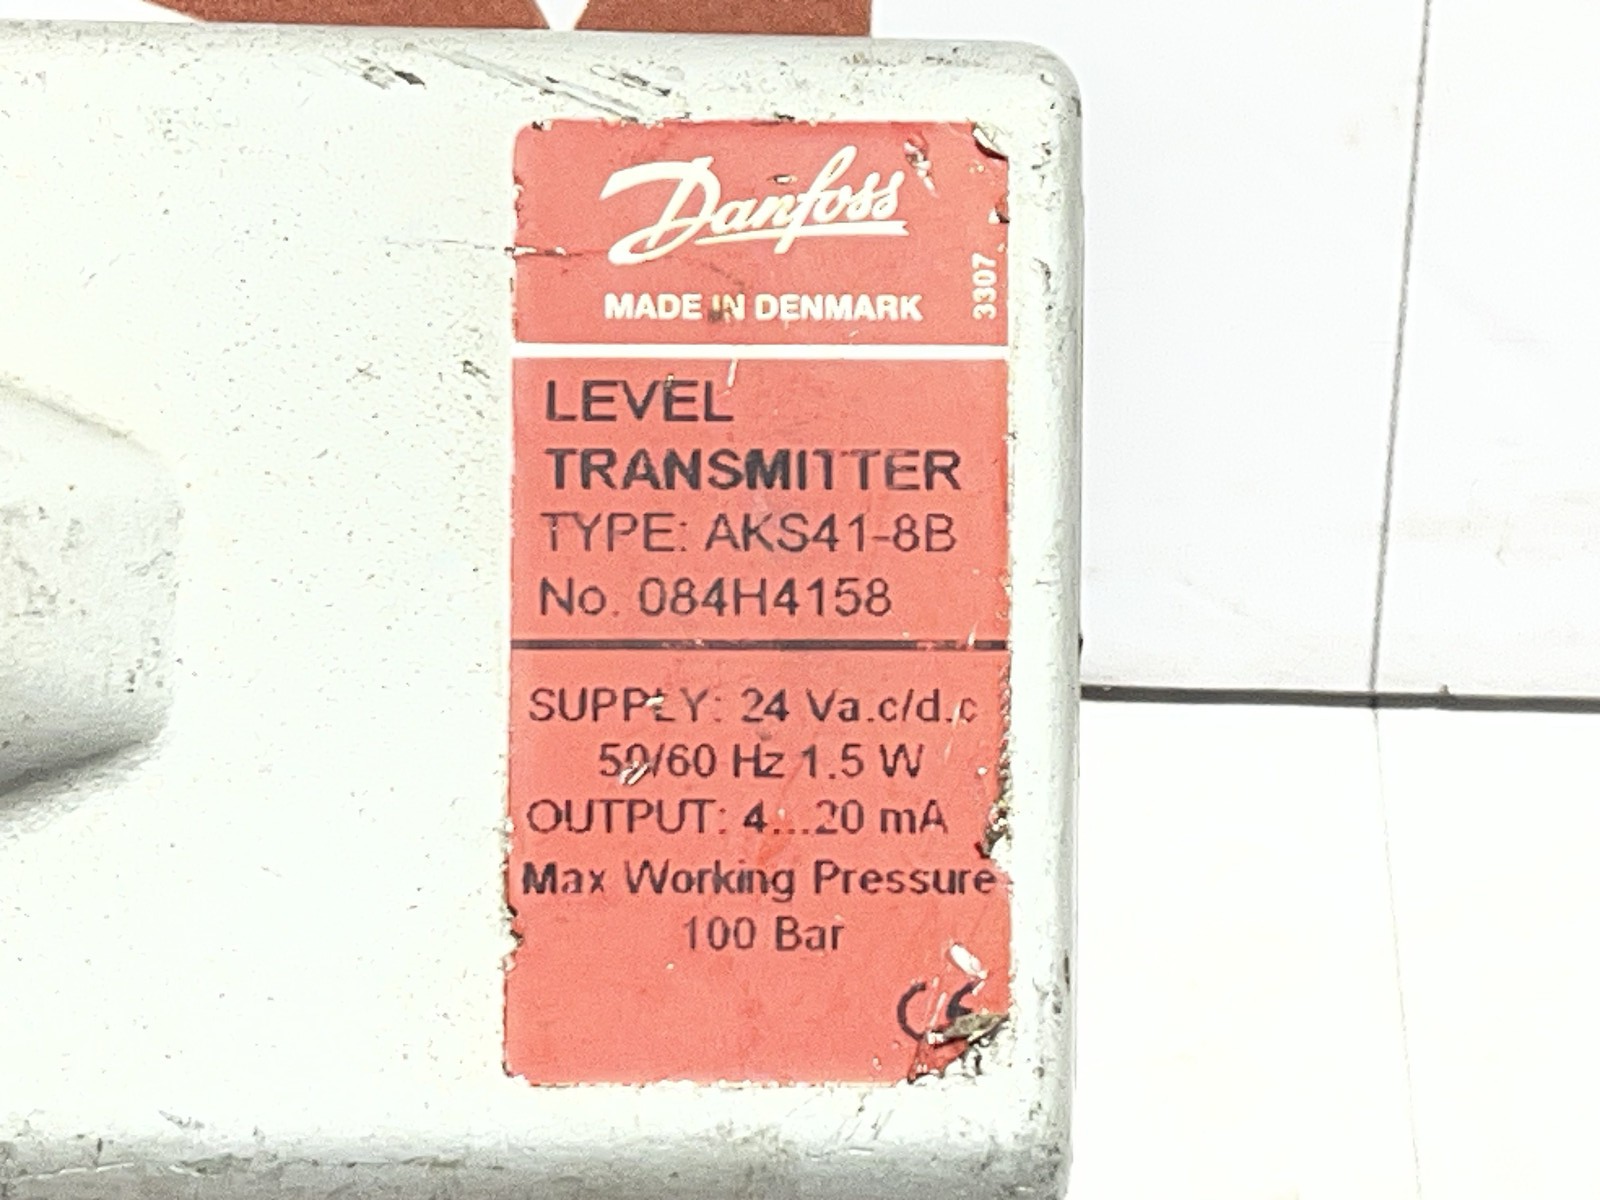 Danfoss
MADE IN DENMARK
3307
LEVEL
TRANSMITTER
TYPE: AKS41-8B
No. 084H4158
SUPPLY: 24 Va.c/d.c
50/60 Hz 1.5 W
OUTPUT: 4...20 mA
Max Working Pressure
100 Bar
CE